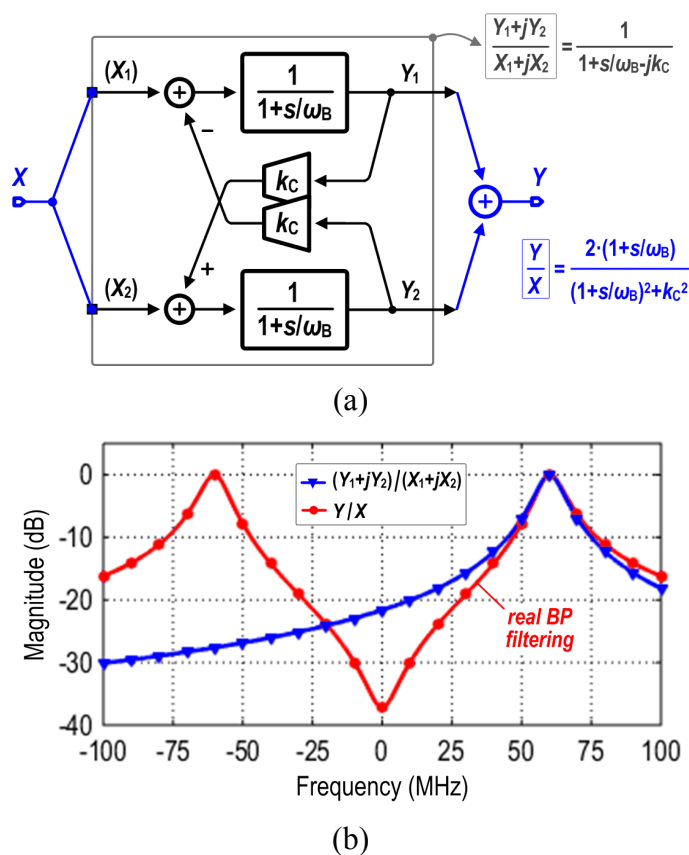 (Y₁+jY₂)/(X₁+jX₂) = 1/(1+s/ωB-jkC)
(X₁)
+
1/(1+s/ωB)
Y₁
−
X
kC
kC
+
Y
+
Y/X = 2·(1+s/ωB)/((1+s/ωB)²+kC²)
(X₂)
+
1/(1+s/ωB)
Y₂
(a)
0
-10
-20
-30
-40
Magnitude (dB)
(Y₁+jY₂)/(X₁+jX₂)
Y/X
real BP
filtering
-100 -75 -50 -25 0 25 50 75 100
Frequency (MHz)
(b)